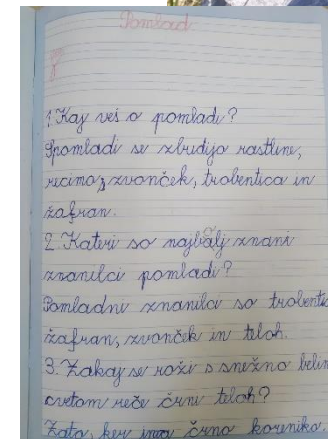 Pomlad
1. Kaj veš o pomladi?
Spomladi se zbudijo rastline,
recimo, zvonček, trobentica in
žafran.
2. Kateri so najbolj znani
znanilci pomladi?
Pomladni znanilci so trobentic
žafran, zvonček in teloh.
3. Zakaj se roži s snežno belim
cvetom reče črni teloh?
Zato, ker ima črno koreniko.